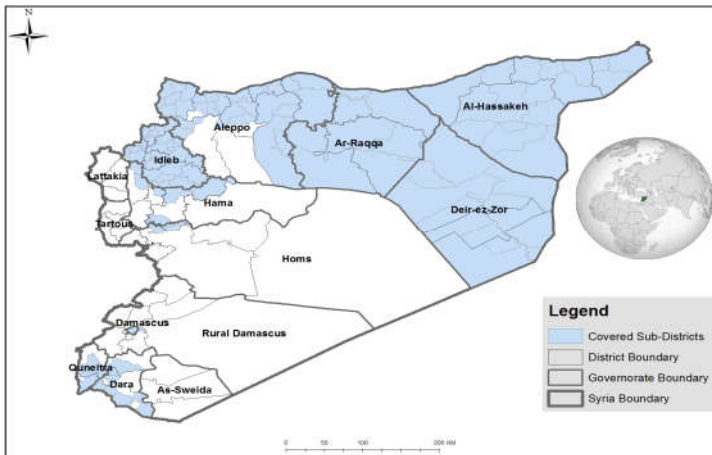 N
Al-Hassakeh
Aleppo
Ar-Raqqa
Idleb
Lattakia
Hama
Deir-ez-Zor
Tartous
Homs
Damascus
Rural Damascus
Quneitra
Dara
As-Sweida
Legend
Covered Sub-Districts
District Boundary
Governorate Boundary
Syria Boundary
0 50 100 200 KM